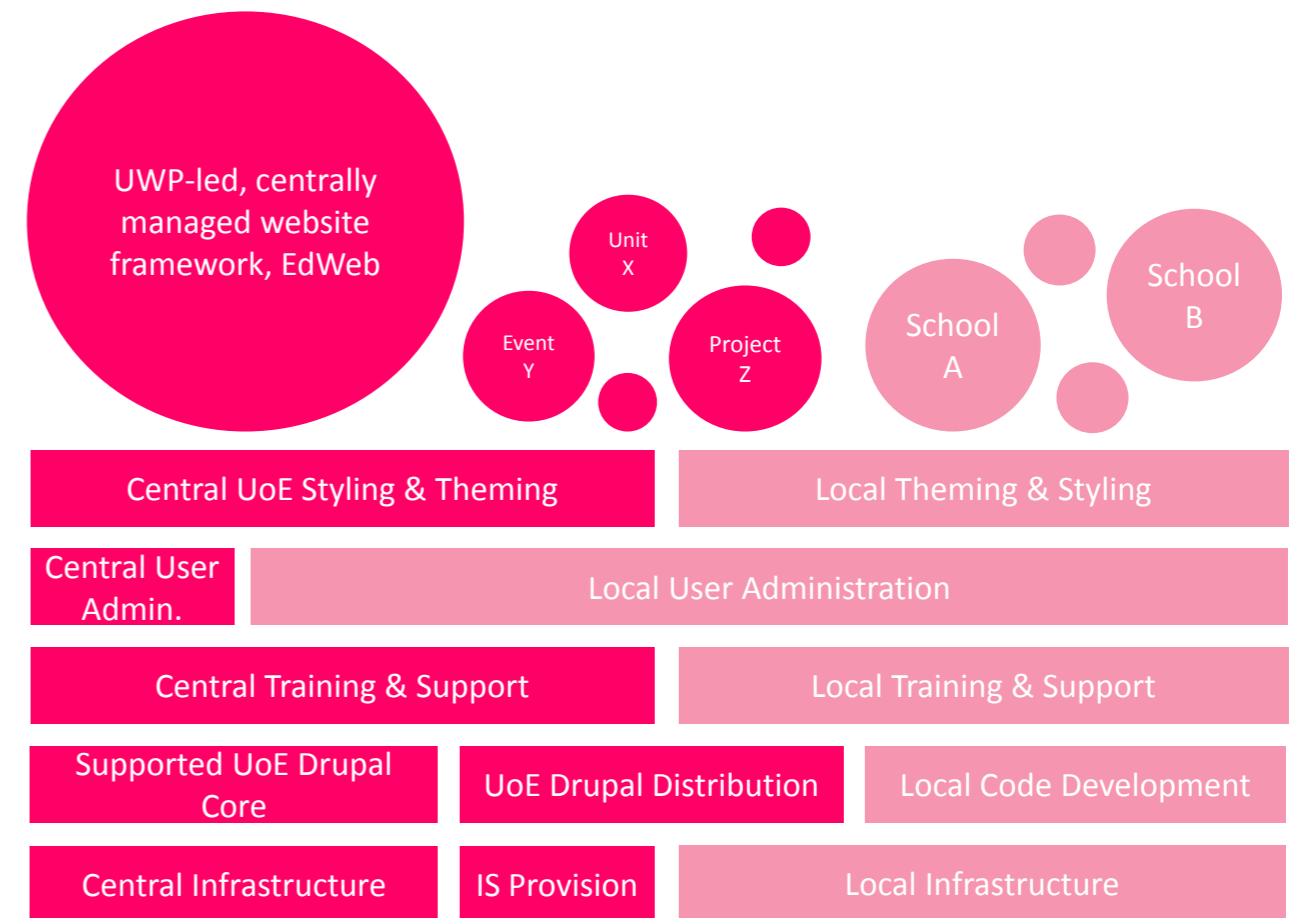 UWP-led, centrally
managed website
framework, EdWeb
Unit
X
Event
Y
Project
Z
School
A
School
B
Central UoE Styling & Theming
Local Theming & Styling
Central User
Admin.
Local User Administration
Central Training & Support
Local Training & Support
Supported UoE Drupal
Core
UoE Drupal Distribution
Local Code Development
Central Infrastructure
IS Provision
Local Infrastructure